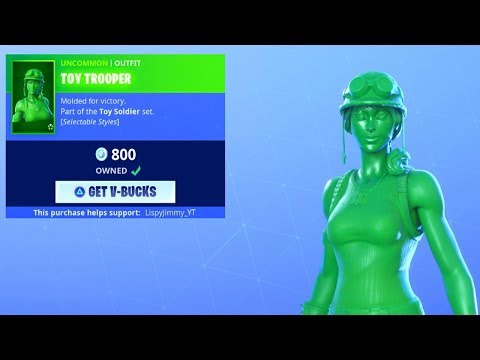 UNCOMMON | OUTFIT
TOY TROOPER
Molded for victory.
Part of the Toy Soldier set.
[Selectable Styles]
800
OWNED
GET V-BUCKS
This purchase helps support: LispyJimmy_YT